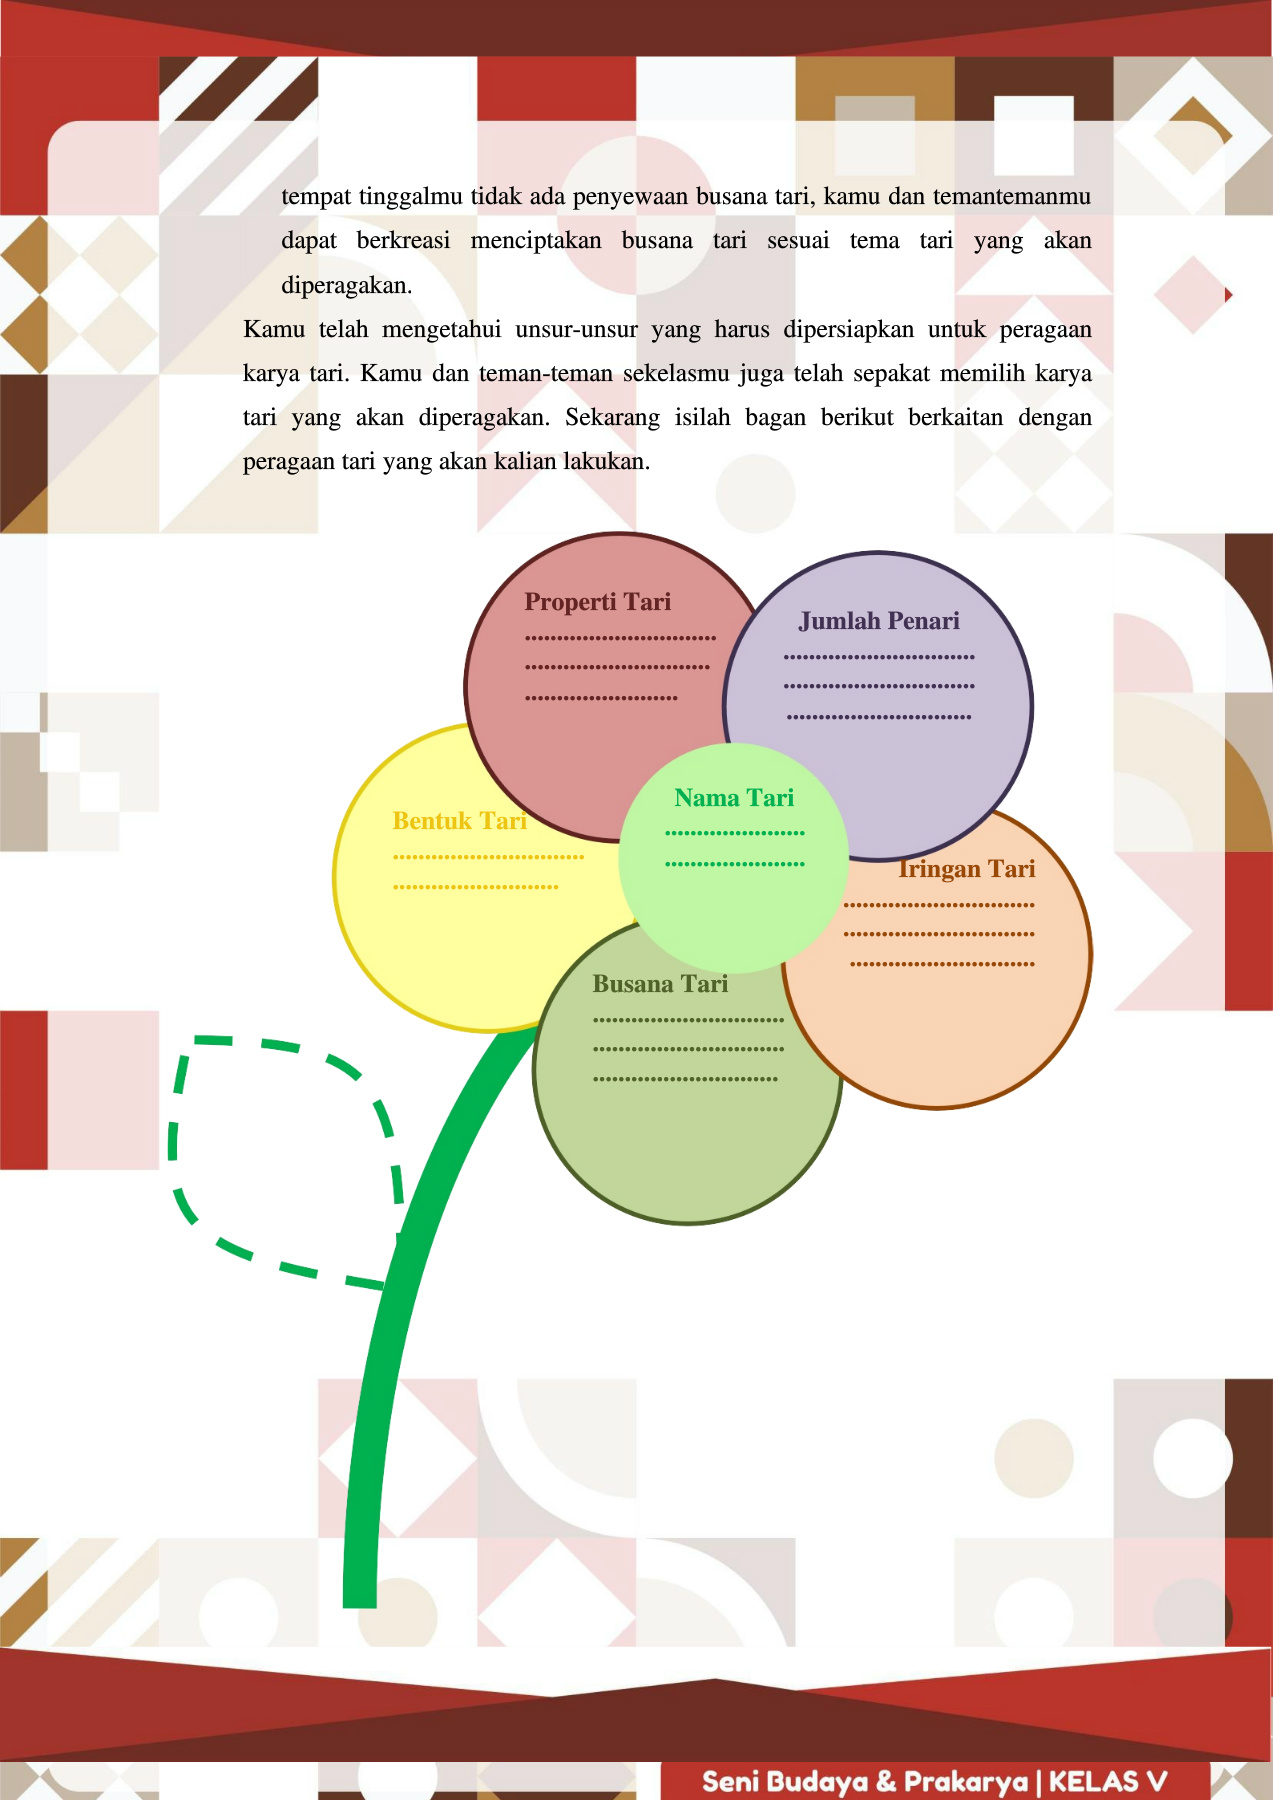 tempat tinggalmu tidak ada penyewaan busana tari, kamu dan temantemanmu
dapat berkreasi menciptakan busana tari sesuai tema tari yang akan
diperagakan.
Kamu telah mengetahui unsur-unsur yang harus dipersiapkan untuk peragaan
karya tari. Kamu dan teman-teman sekelasmu juga telah sepakat memilih karya
tari yang akan diperagakan. Sekarang isilah bagan berikut berkaitan dengan
peragaan tari yang akan kalian lakukan.
Properti Tari
..............................
.............................
........................
Jumlah Penari
..............................
..............................
.............................
Nama Tari
......................
......................
Bentuk Tari
..............................
..........................
Iringan Tari
..............................
..............................
.............................
Busana Tari
..............................
..............................
.............................
Seni Budaya & Prakarya | KELAS V